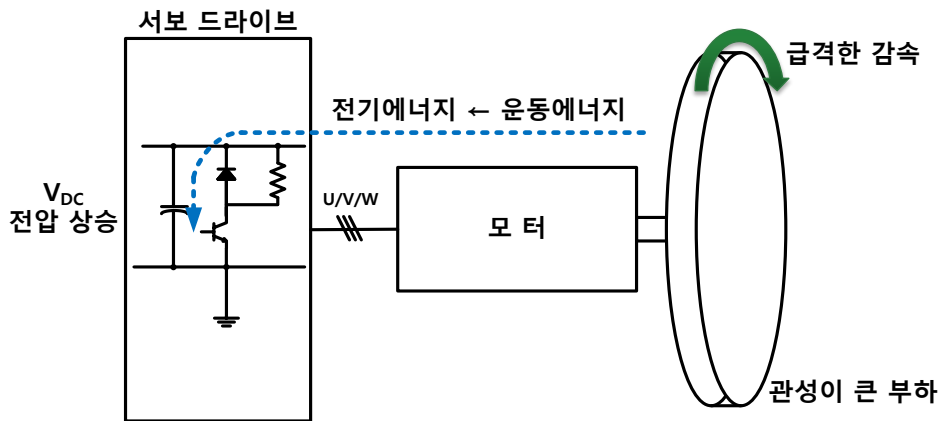 서보 드라이브
급격한 감속
전기에너지 ← 운동에너지
V_DC
전압 상승
U/V/W
모 터
관성이 큰 부하